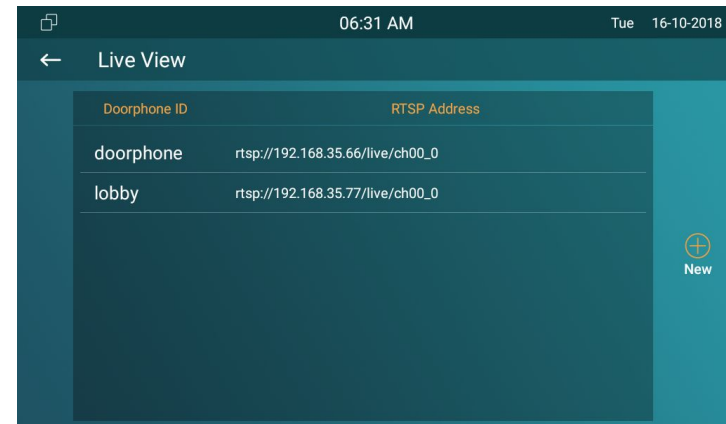 06:31 AM Tue 16-10-2018
Live View
Doorphone ID RTSP Address
doorphone rtsp://192.168.35.66/live/ch00_0
lobby rtsp://192.168.35.77/live/ch00_0
New